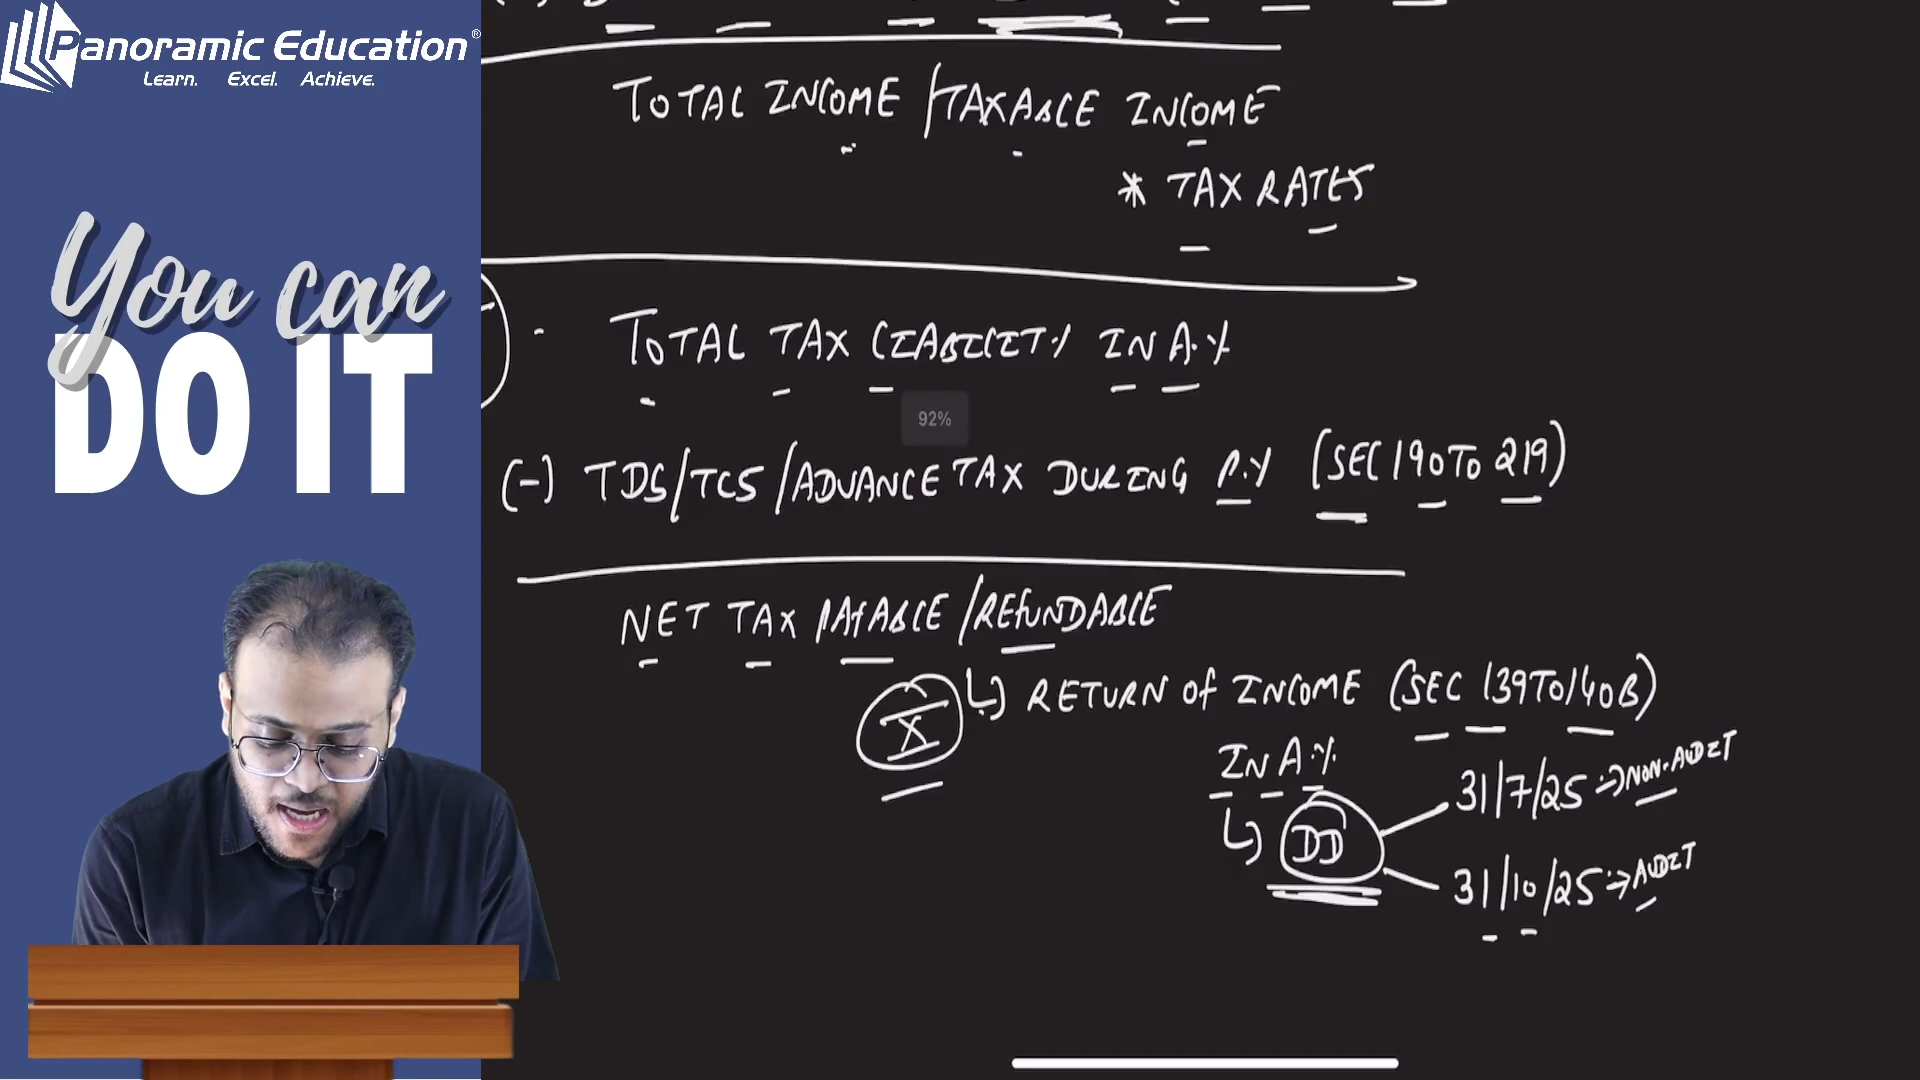 Panoramic Education®
Learn. Excel. Achieve.
You can
DO IT
TOTAL INCOME / TAXABLE INCOME
* TAX RATES
TOTAL TAX LIABILITY IN A.Y
92%
(-) TDS/TCS/ADVANCE TAX DURING P.Y (SEC 190 TO 219)
NET TAX PAYABLE / REFUNDABLE
X RETURN OF INCOME (SEC 139 TO 140B)
IN A.Y.
31/7/25 → NON-AUDIT
DD
31/10/25 → AUDIT